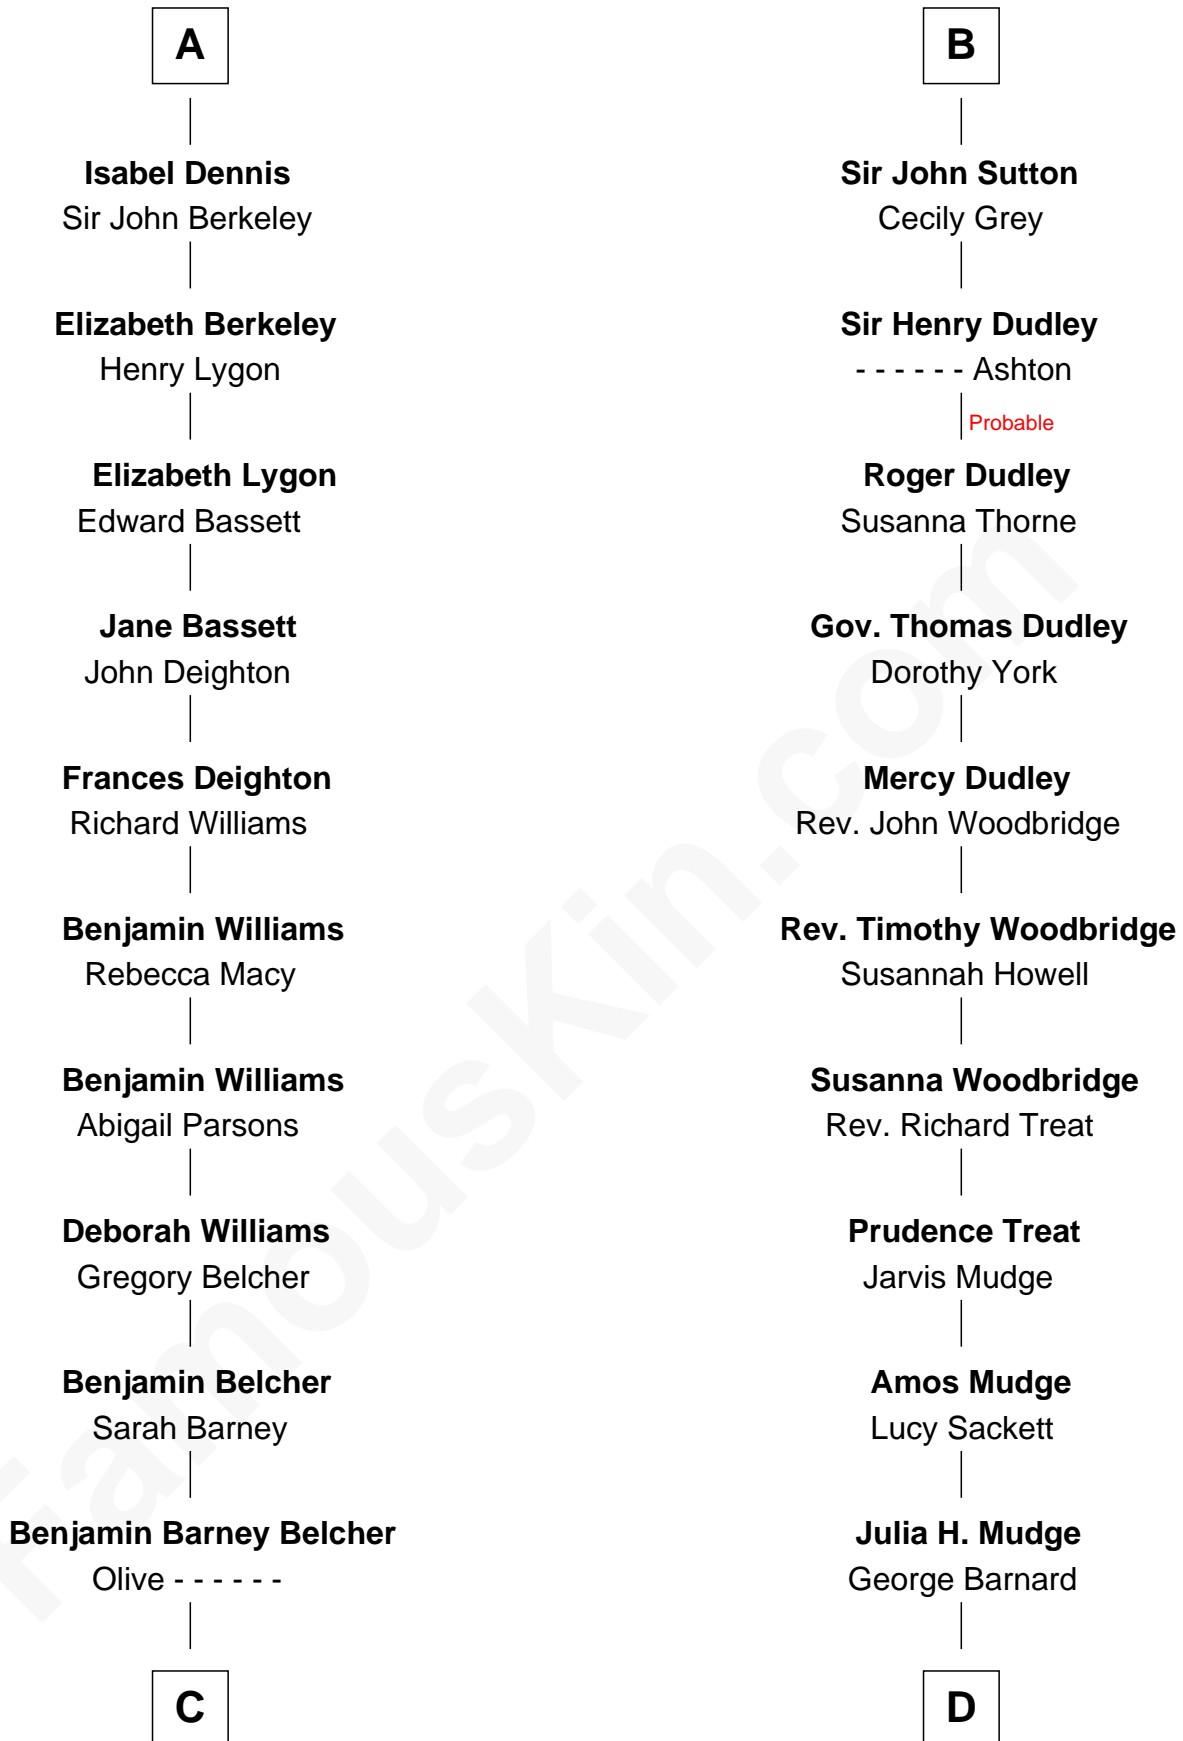 A
Isabel Dennis
Sir John Berkeley
Elizabeth Berkeley
Henry Lygon
Elizabeth Lygon
Edward Bassett
Jane Bassett
John Deighton
Frances Deighton
Richard Williams
Benjamin Williams
Rebecca Macy
Benjamin Williams
Abigail Parsons
Deborah Williams
Gregory Belcher
Benjamin Belcher
Sarah Barney
Benjamin Barney Belcher
Olive - - - - - -
C
B
Sir John Sutton
Cecily Grey
Sir Henry Dudley
- - - - - - Ashton
Probable
Roger Dudley
Susanna Thorne
Gov. Thomas Dudley
Dorothy York
Mercy Dudley
Rev. John Woodbridge
Rev. Timothy Woodbridge
Susannah Howell
Susanna Woodbridge
Rev. Richard Treat
Prudence Treat
Jarvis Mudge
Amos Mudge
Lucy Sackett
Julia H. Mudge
George Barnard
D
FamousKin.com